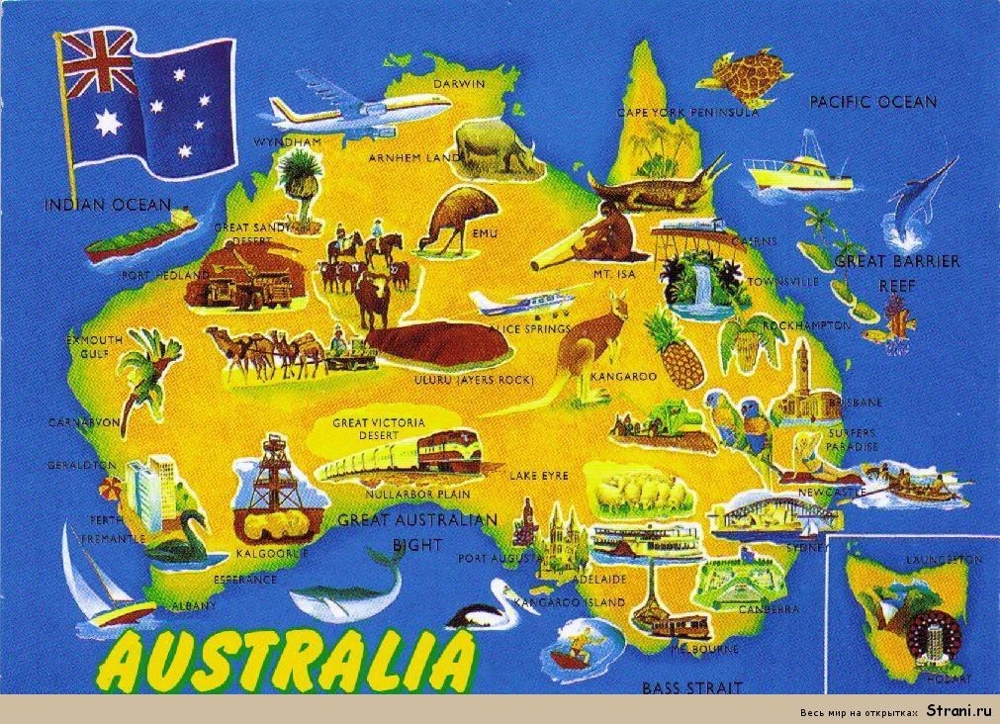 DARWIN
PACIFIC OCEAN
CAPE YORK PENINSULA
WYNDHAM
ARNHEM LAND
INDIAN OCEAN
GREAT SANDY
DESERT
EMU
CAIRNS
GREAT BARRIER
REEF
PORT HEDLAND
MT. ISA
TOWNSVILLE
ALICE SPRINGS
ROCKHAMPTON
EXMOUTH
GULF
ULURU (AYERS ROCK)
KANGAROO
BRISBANE
CARNARVON
GREAT VICTORIA
DESERT
SURFERS
PARADISE
GERALDTON
LAKE EYRE
NULLARBOR PLAIN
NEWCASTLE
PERTH
GREAT AUSTRALIAN
BIGHT
FREMANTLE
SYDNEY
KALGOORLIE
PORT AUGUSTA
LAUNCETON
ESPERANCE
ADELAIDE
ALBANY
KANGAROO ISLAND
CANBERRA
MELBOURNE
AUSTRALIA
BASS STRAIT
HOBART
Весь мир на открытках Strani.ru